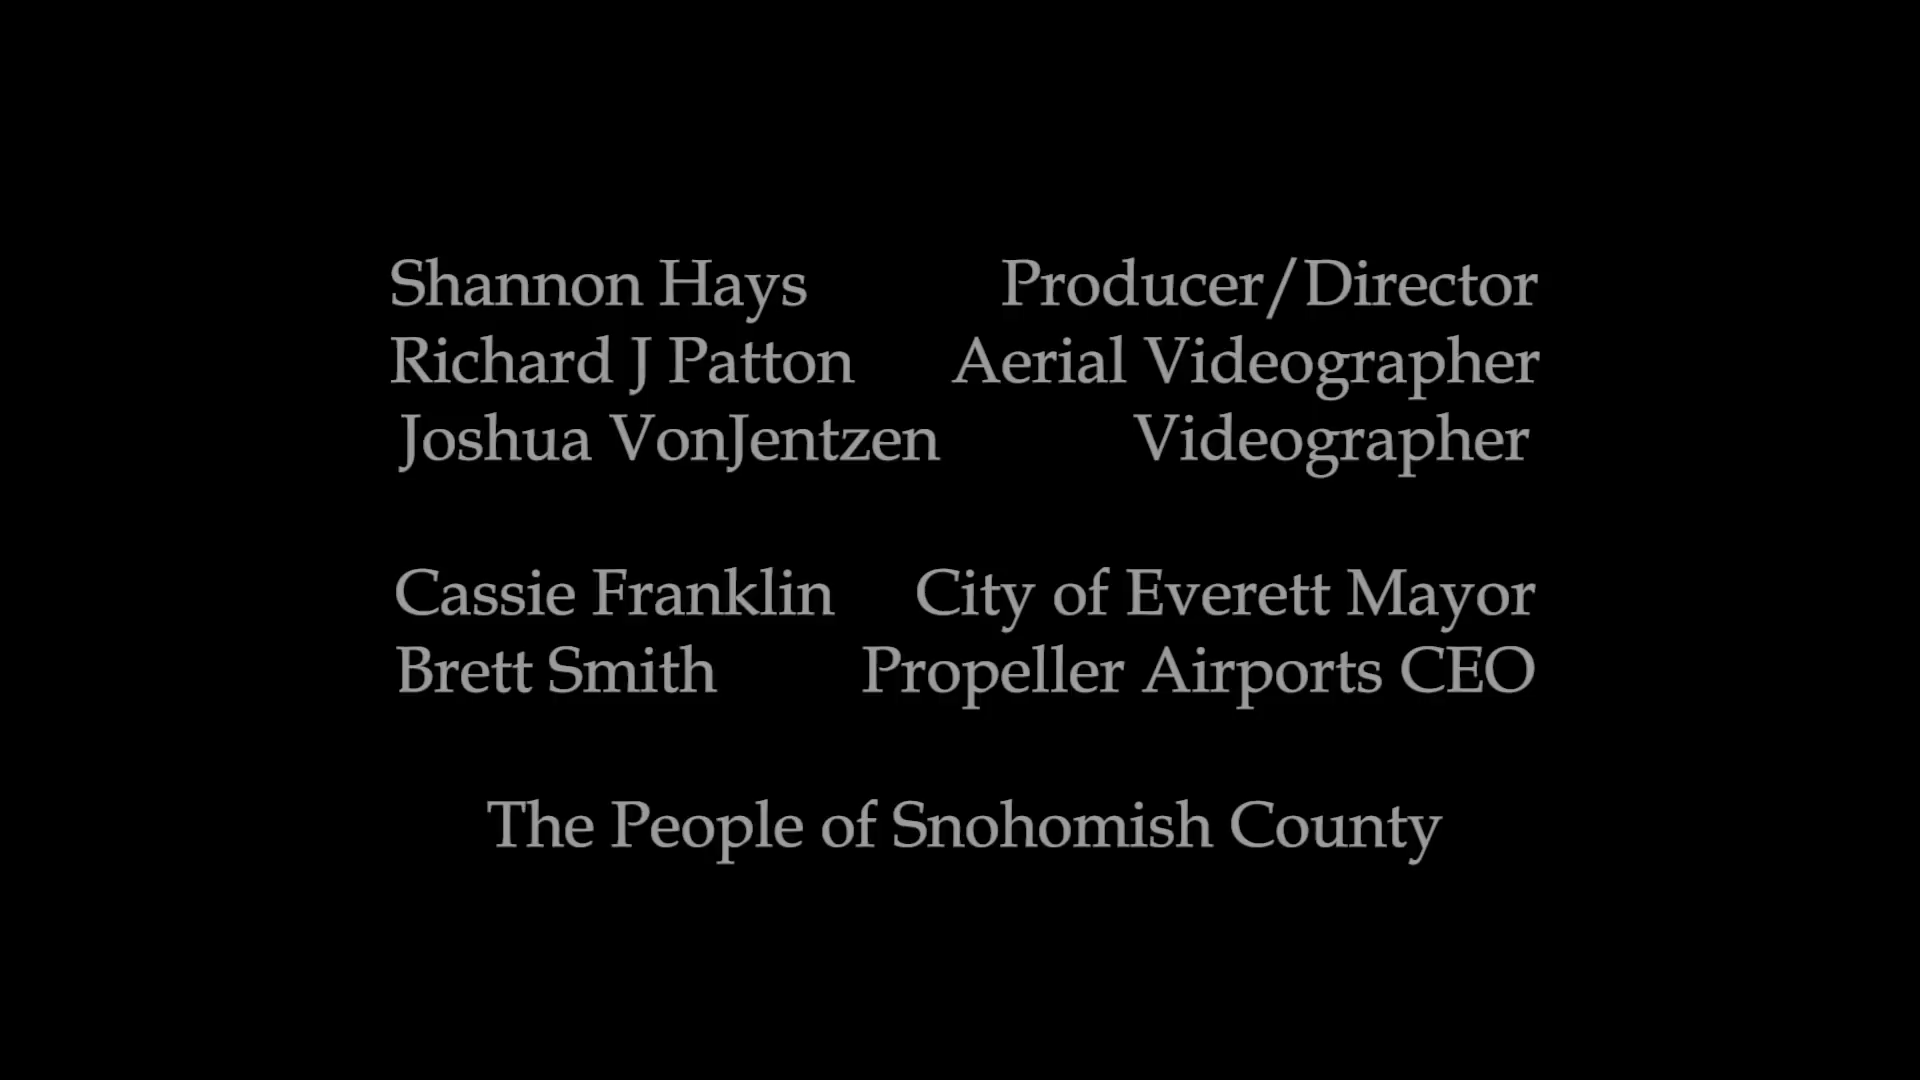 Shannon Hays Producer/Director
Richard J Patton Aerial Videographer
Joshua VonJentzen Videographer
Cassie Franklin City of Everett Mayor
Brett Smith Propeller Airports CEO
The People of Snohomish County